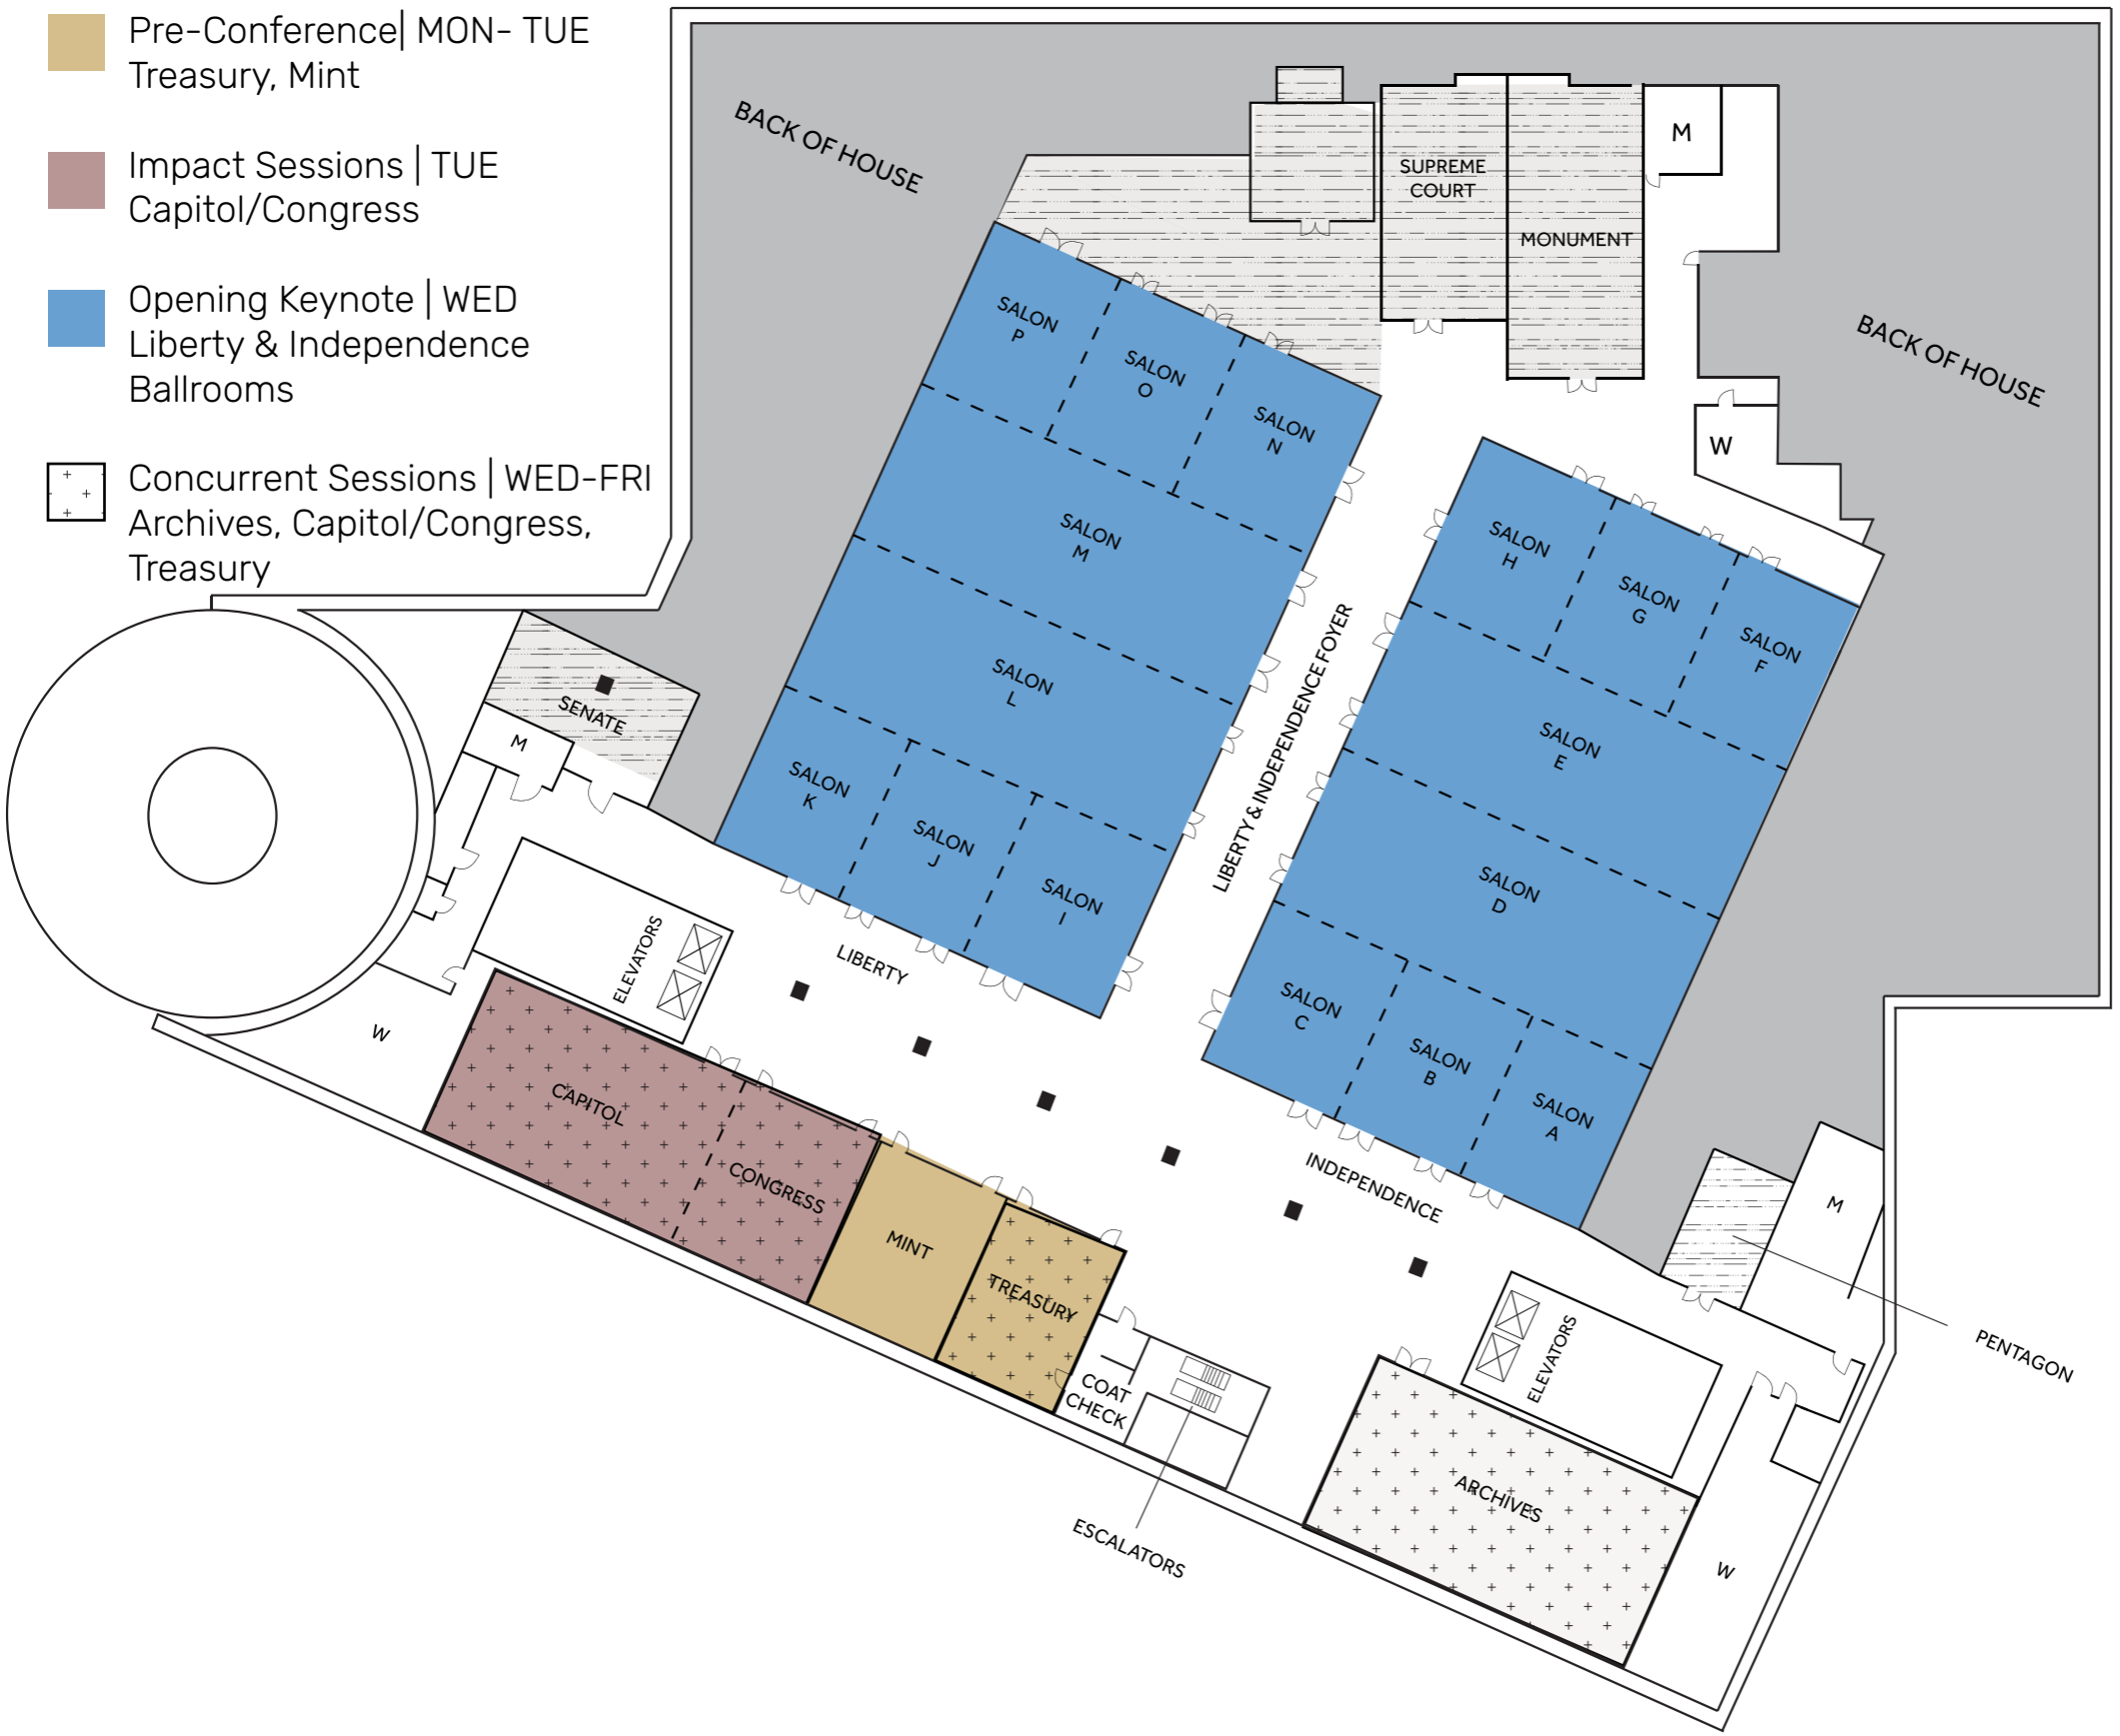 Pre-Conference| MON- TUE
Treasury, Mint
Impact Sessions | TUE
Capitol/Congress
Opening Keynote | WED
Liberty & Independence
Ballrooms
Concurrent Sessions | WED-FRI
Archives, Capitol/Congress,
Treasury
BACK OF HOUSE
SUPREME
COURT
MONUMENT
M
BACK OF HOUSE
W
SALON
P
SALON
O
SALON
N
SALON
M
SALON
L
SALON
K
SALON
J
SALON
I
LIBERTY & INDEPENDENCE FOYER
SALON
H
SALON
G
SALON
F
SALON
E
SALON
D
SALON
C
SALON
B
SALON
A
SENATE
M
ELEVATORS
LIBERTY
W
CAPITOL
CONGRESS
MINT
TREASURY
COAT
CHECK
ESCALATORS
INDEPENDENCE
ELEVATORS
M
PENTAGON
ARCHIVES
W